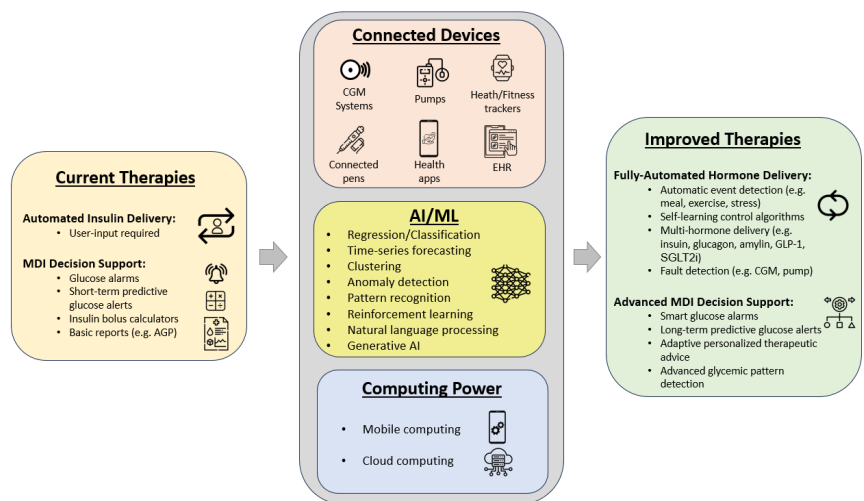 Current Therapies
Automated Insulin Delivery:
• User-input required
MDI Decision Support:
• Glucose alarms
• Short-term predictive
glucose alerts
• Insulin bolus calculators
• Basic reports (e.g. AGP)
Connected Devices
CGM
Systems
Pumps
Heath/Fitness
trackers
Connected
pens
Health
apps
EHR
AI/ML
• Regression/Classification
• Time-series forecasting
• Clustering
• Anomaly detection
• Pattern recognition
• Reinforcement learning
• Natural language processing
• Generative AI
Computing Power
• Mobile computing
• Cloud computing
Improved Therapies
Fully-Automated Hormone Delivery:
• Automatic event detection (e.g.
meal, exercise, stress)
• Self-learning control algorithms
• Multi-hormone delivery (e.g.
insuin, glucagon, amylin, GLP-1,
SGLT2i)
• Fault detection (e.g. CGM, pump)
Advanced MDI Decision Support:
• Smart glucose alarms
• Long-term predictive glucose alerts
• Adaptive personalized therapeutic
advice
• Advanced glycemic pattern
detection